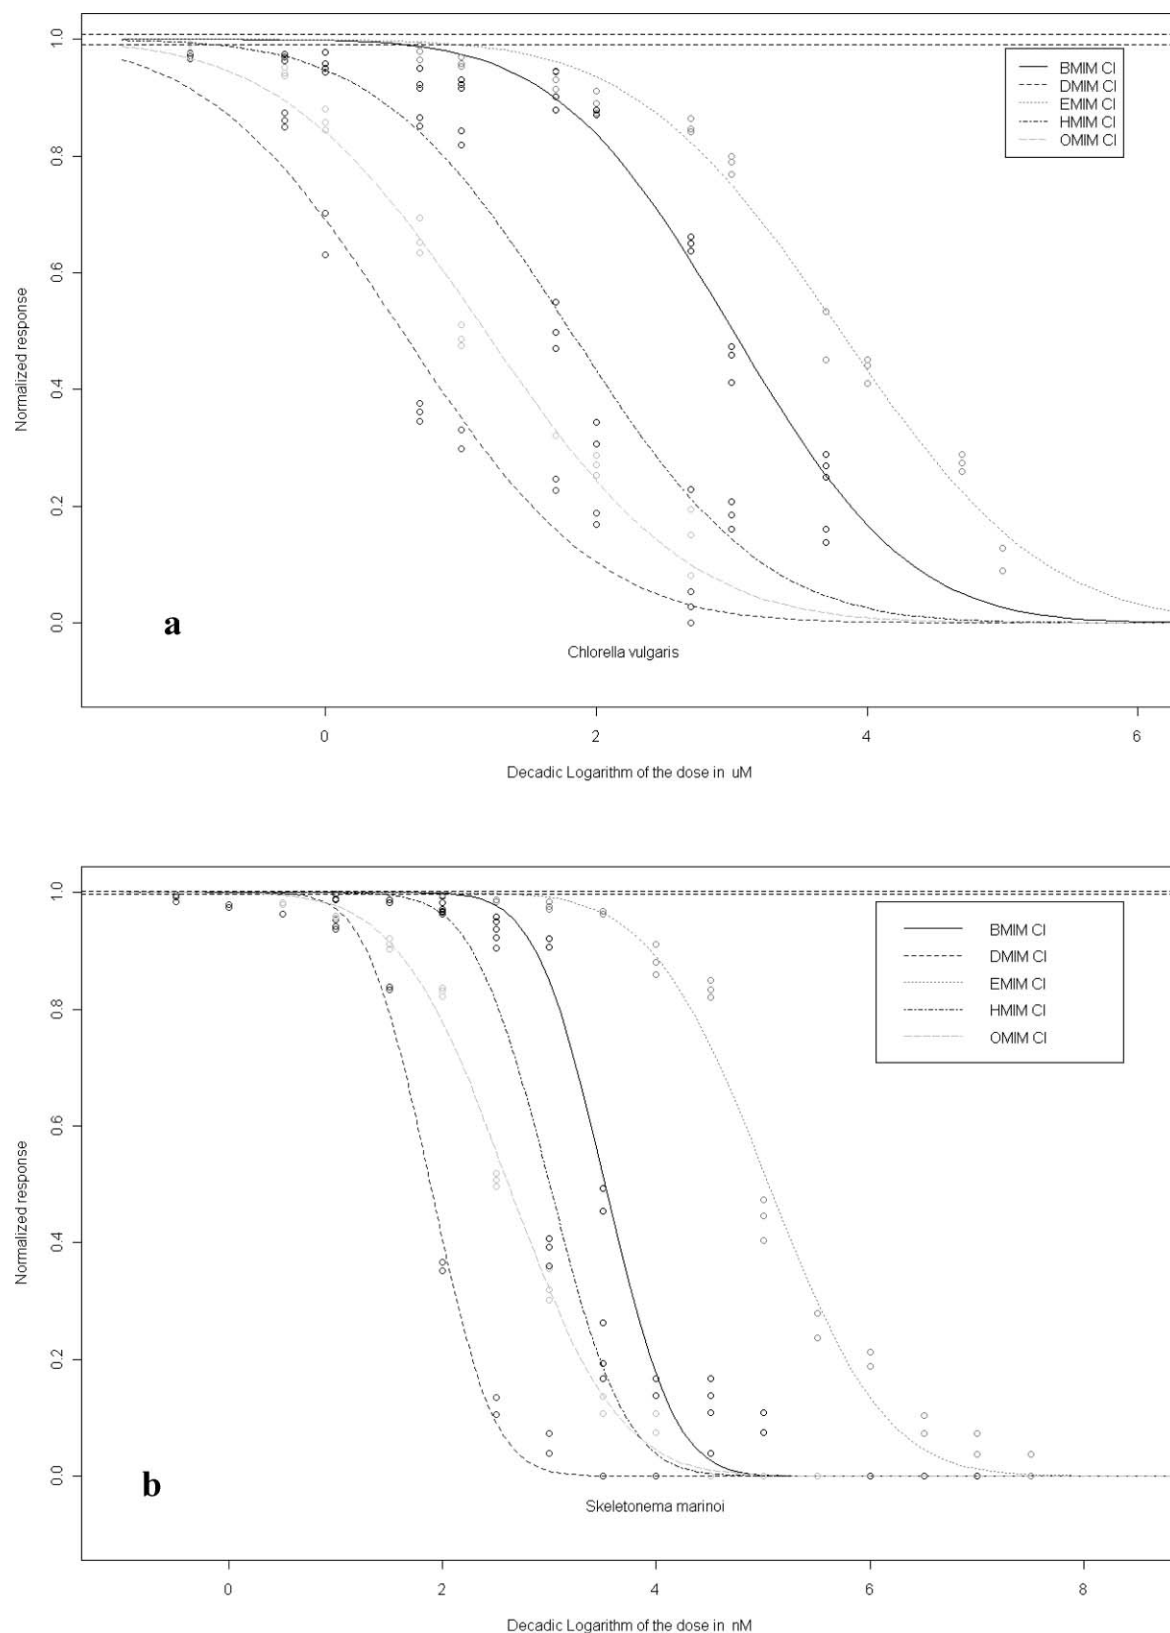 1.0
0.8
0.6
0.4
0.2
0.0
Normalized response
BMIM Cl
DMIM Cl
EMIM Cl
HMIM Cl
OMIM Cl
a
Chlorella vulgaris
0 2 4 6
Decadic Logarithm of the dose in uM
1.0
0.8
0.6
0.4
0.2
0.0
Normalized response
BMIM Cl
DMIM Cl
EMIM Cl
HMIM Cl
OMIM Cl
b
Skeletonema marinoi
0 2 4 6 8
Decadic Logarithm of the dose in nM